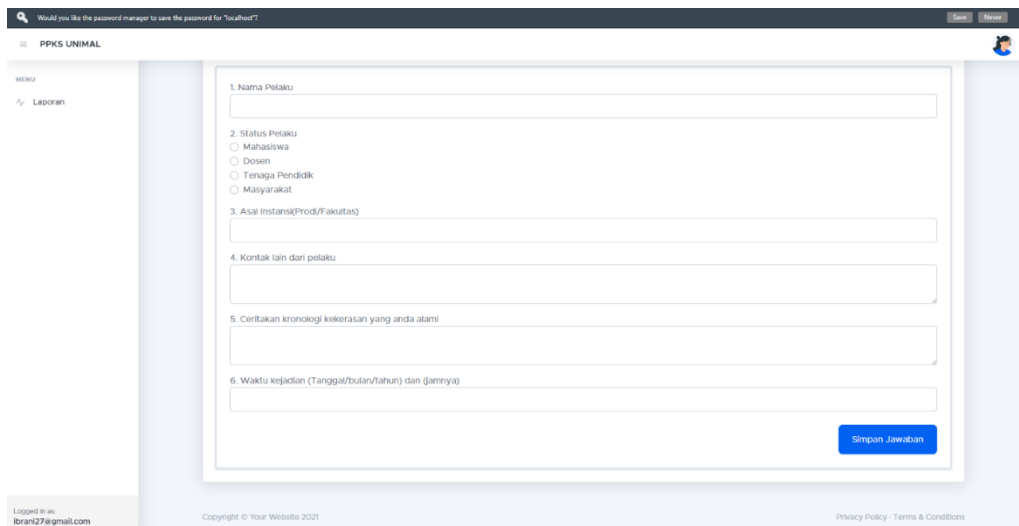 Would you like the password manager to save the password for "localhost"?
Save
Never
PPKS UNIMAL
MENU
Laporan
1. Nama Pelaku
2. Status Pelaku
Mahasiswa
Dosen
Tenaga Pendidik
Masyarakat
3. Asal Instansi(Prodi/Fakultas)
4. Kontak lain dari pelaku
5. Ceritakan kronologi kekerasan yang anda alami
6. Waktu kejadian (Tanggal/bulan/tahun) dan (jamnya)
Simpan Jawaban
Logged in as:
ibrani27@gmail.com
Copyright © Your Website 2021
Privacy Policy · Terms & Conditions